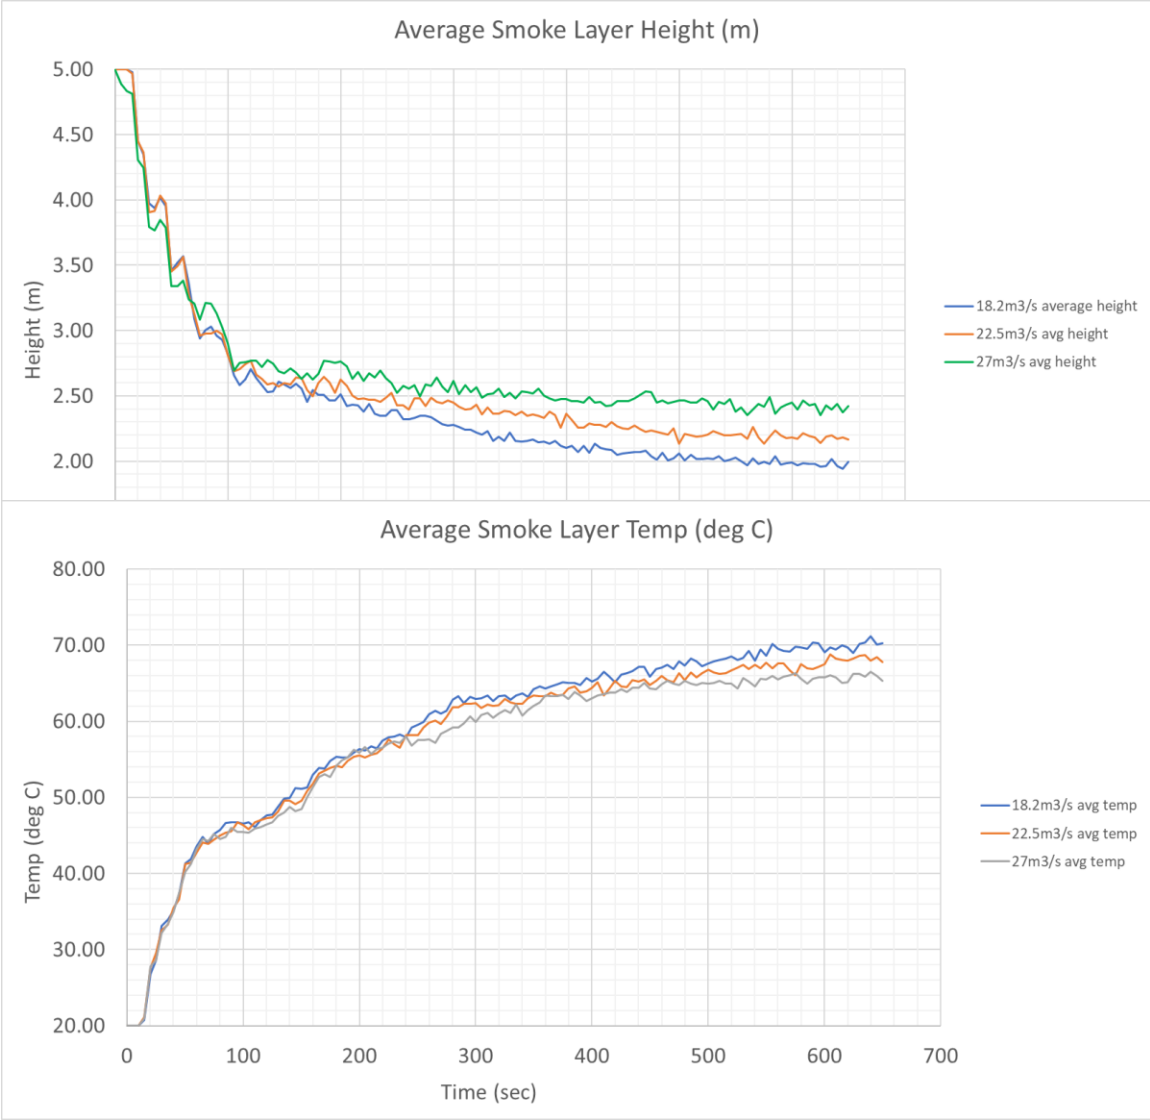 Average Smoke Layer Height (m)
5.00
4.50
4.00
3.50
3.00
2.50
2.00
Height (m)
18.2m3/s average height
22.5m3/s avg height
27m3/s avg height
Average Smoke Layer Temp (deg C)
80.00
70.00
60.00
50.00
40.00
30.00
20.00
Temp (deg C)
18.2m3/s avg temp
22.5m3/s avg temp
27m3/s avg temp
0 100 200 300 400 500 600 700
Time (sec)